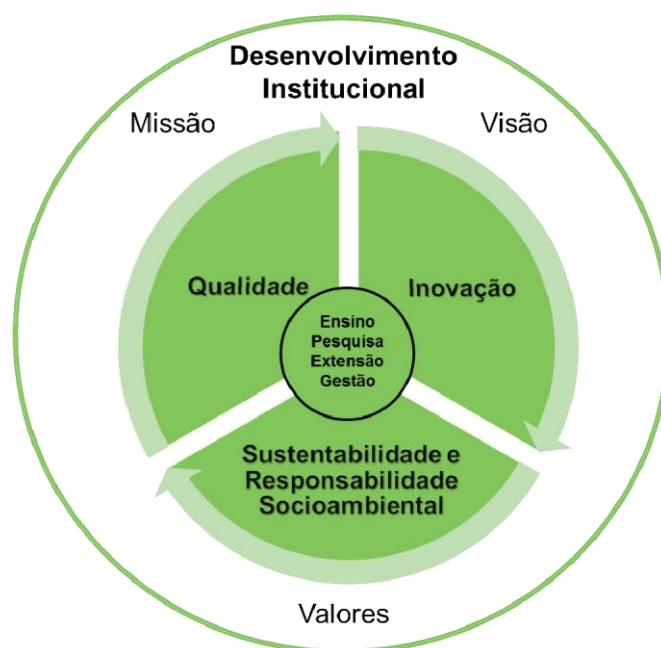 Desenvolvimento
Institucional
Missão
Visão
Qualidade
Inovação
Ensino
Pesquisa
Extensão
Gestão
Sustentabilidade e
Responsabilidade
Socioambiental
Valores